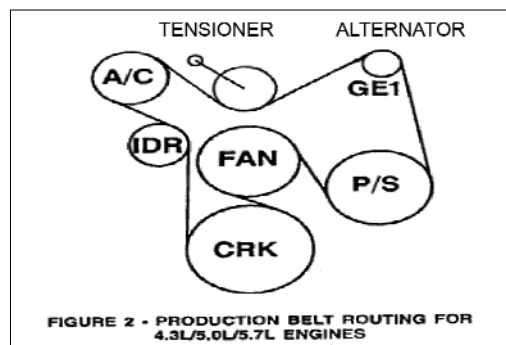 TENSIONER ALTERNATOR
A/C
GE1
IDR
FAN
P/S
CRK
FIGURE 2 - PRODUCTION BELT ROUTING FOR
4.3L/5.0L/5.7L ENGINES